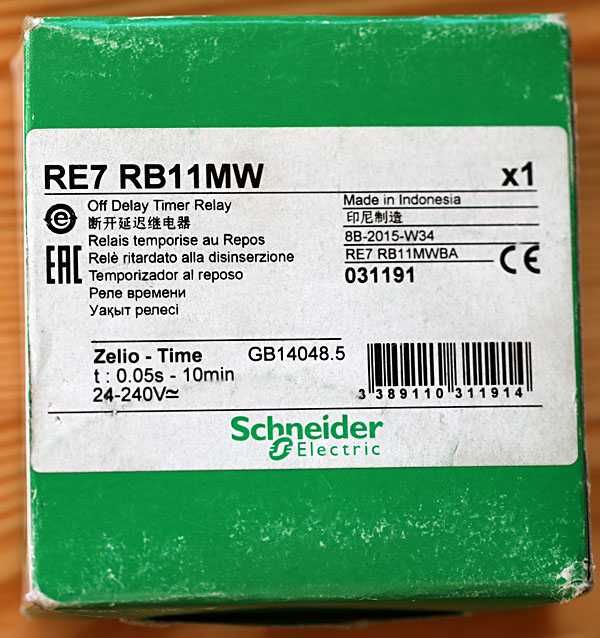 RE7 RB11MW
x1
Off Delay Timer Relay
断开延迟继电器
Relais temporise au Repos
Relè ritardato alla disinserzione
Temporizador al reposo
Реле времени
Уақыт релесі
e
EAC
Made in Indonesia
印尼制造
8B-2015-W34
RE7 RB11MWBA
031191
CE
Zelio - Time
GB14048.5
t : 0.05s - 10min
24-240V≂
3 389110 311914
Schneider
Electric